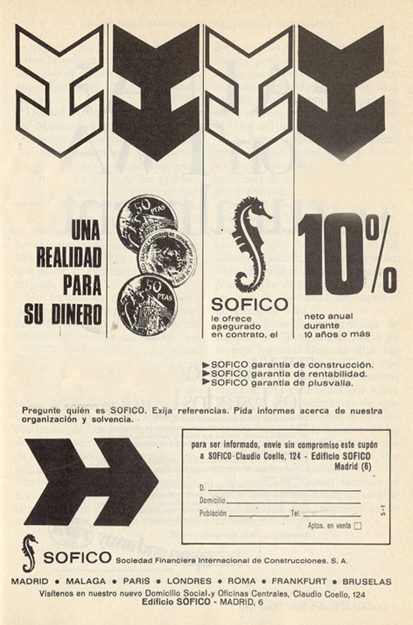 UNA
REALIDAD
PARA
SU DINERO
50
PTAS
50
PTAS
SOFICO
le ofrece
asegurado
en contrato, el
10%
neto anual
durante
10 años o más
SOFICO garantia de construcción.
SOFICO garantia de rentabilidad.
SOFICO garantia de plusvalía.
Pregunte quién es SOFICO. Exija referencias. Pida informes acerca de nuestra
organización y solvencia.
para ser informado, envie sin compromiso este cupón
a SOFICO-Claudio Coello, 124 - Edificio SOFICO
Madrid (6)
D.
Domicilio
Población Tel.
Aptos. en venta
S-1
SOFICO Sociedad Financiera Internacional de Construcciones. S. A.
MADRID • MALAGA • PARIS • LONDRES • ROMA • FRANKFURT • BRUSELAS
Visítenos en nuestro nuevo Domicilio Social.y Oficinas Centrales, Claudio Coello, 124
Edificio SOFICO - MADRID, 6